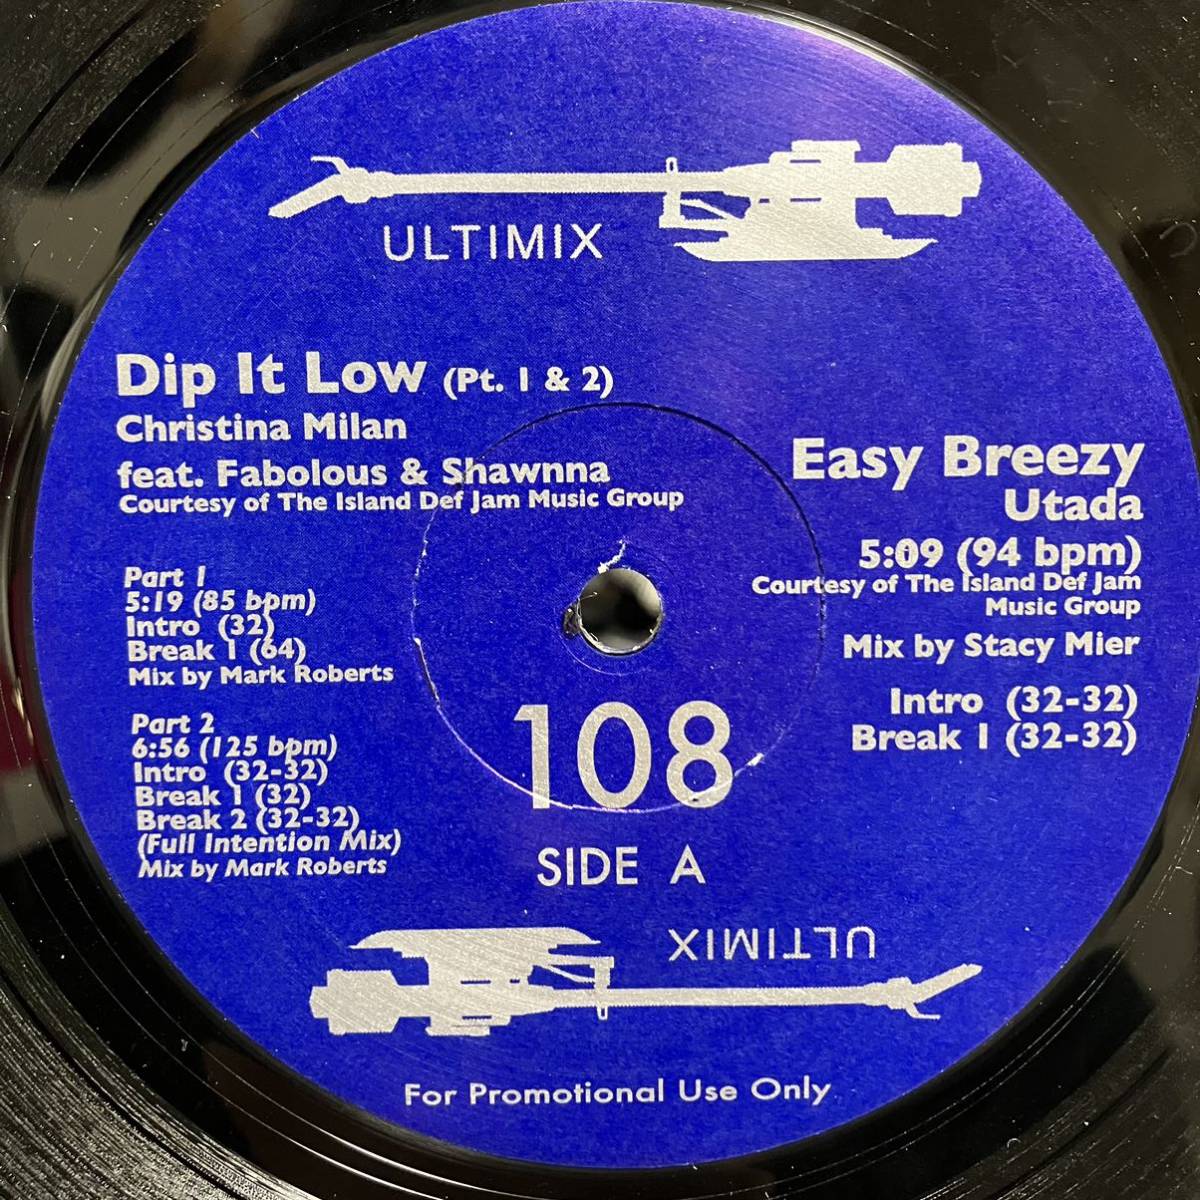 ULTIMIX
Dip It Low (Pt. 1 & 2)
Christina Milan
feat. Fabolous & Shawnna
Courtesy of The Island Def Jam Music Group
Part 1
5:19 (85 bpm)
Intro (32)
Break 1 (64)
Mix by Mark Roberts
Part 2
6:56 (125 bpm)
Intro (32-32)
Break 1 (32)
Break 2 (32-32)
(Full Intention Mix)
Mix by Mark Roberts
Easy Breezy
Utada
5:09 (94 bpm)
Courtesy of The Island Def Jam
Music Group
Mix by Stacy Mier
Intro (32-32)
Break 1 (32-32)
108
SIDE A
ULTIMIX
For Promotional Use Only